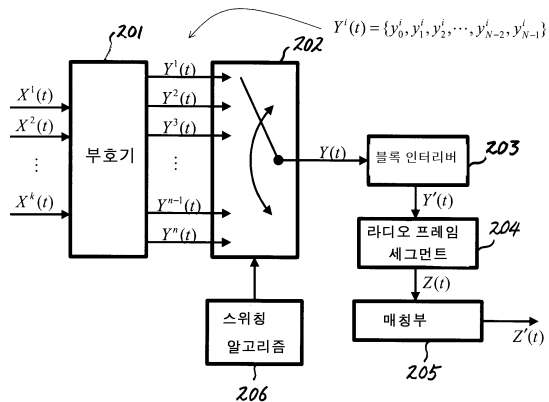 201
202
Y^i(t) = {y_0^i, y_1^i, y_2^i, ⋯, y_{N-2}^i, y_{N-1}^i}
X^1(t)
X^2(t)
⋮
X^k(t)
부호기
Y^1(t)
Y^2(t)
Y^3(t)
⋮
Y^{n-1}(t)
Y^n(t)
Y(t)
블록 인터리버
203
Y'(t)
라디오 프레임
세그먼트
204
Z(t)
매칭부
205
Z'(t)
스위칭
알고리즘
206